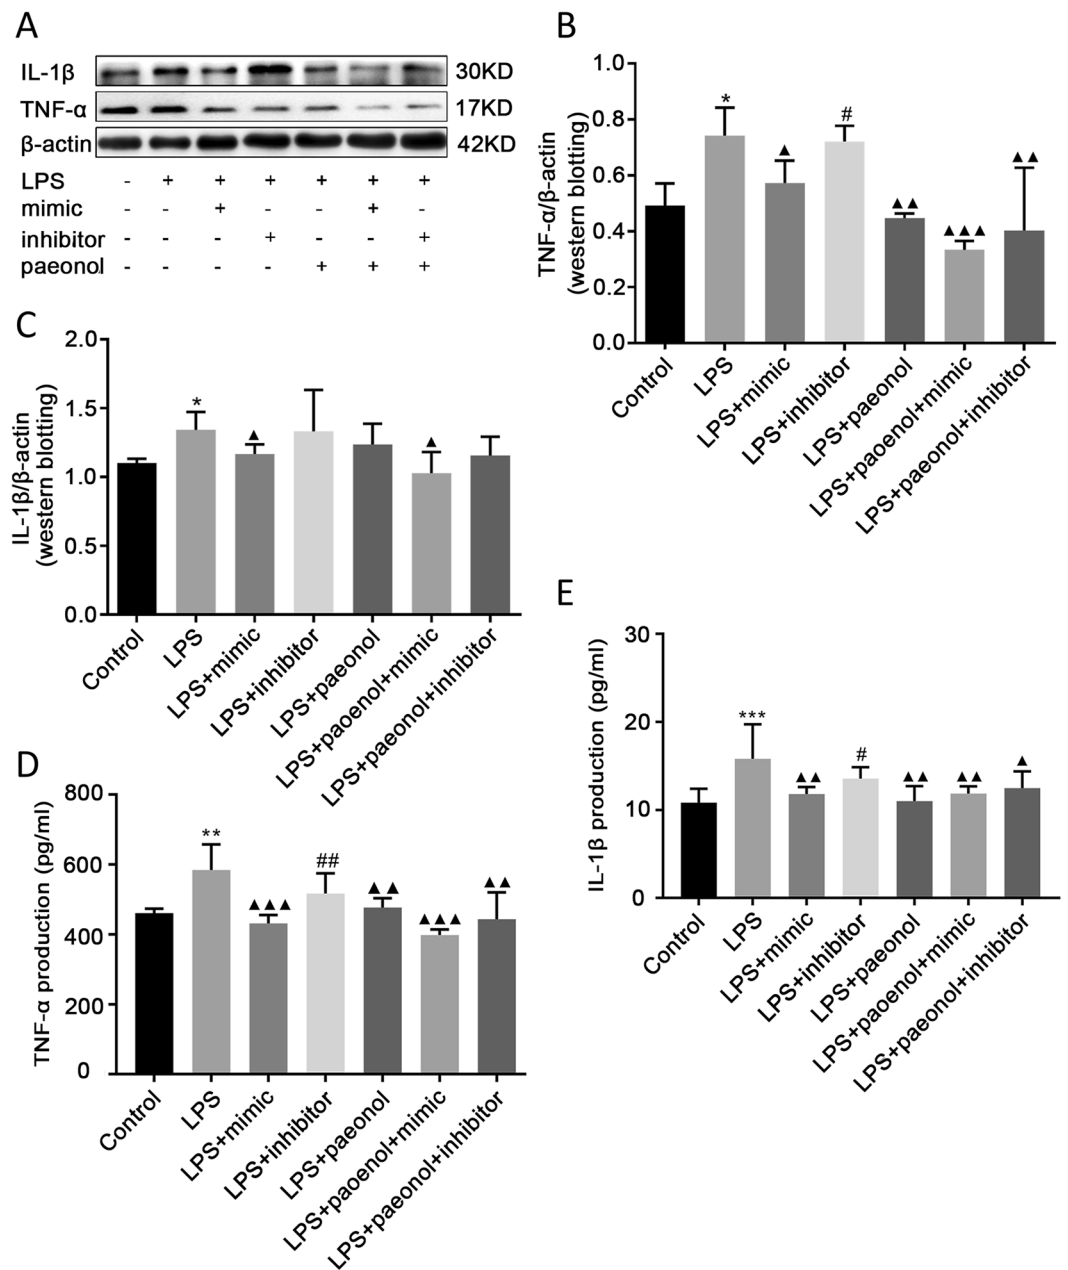 A
IL-1β 30KD
TNF-α 17KD
β-actin 42KD
LPS - + + + + + +
mimic - - + - - + -
inhibitor - - - + - - +
paeonol - - - - + + +
B
TNF-α/β-actin
(western blotting)
1.0
0.8
0.6
0.4
0.2
0.0
*
▲
#
▲▲
▲▲▲
▲▲
Control
LPS
LPS+mimic
LPS+inhibitor
LPS+paeonol
LPS+paoenol+mimic
LPS+paeonol+inhibitor
C
IL-1β/β-actin
(western blotting)
2.0
1.5
1.0
0.5
0.0
*
▲
▲
Control
LPS
LPS+mimic
LPS+inhibitor
LPS+paeonol
LPS+paoenol+mimic
LPS+paeonol+inhibitor
D
TNF-α production (pg/ml)
800
600
400
200
0
**
▲▲▲
##
▲▲
▲▲▲
▲▲
Control
LPS
LPS+mimic
LPS+inhibitor
LPS+paeonol
LPS+paoenol+mimic
LPS+paeonol+inhibitor
E
IL-1β production (pg/ml)
30
20
10
0
***
▲▲
#
▲▲
▲▲
▲
Control
LPS
LPS+mimic
LPS+inhibitor
LPS+paeonol
LPS+paoenol+mimic
LPS+paeonol+inhibitor